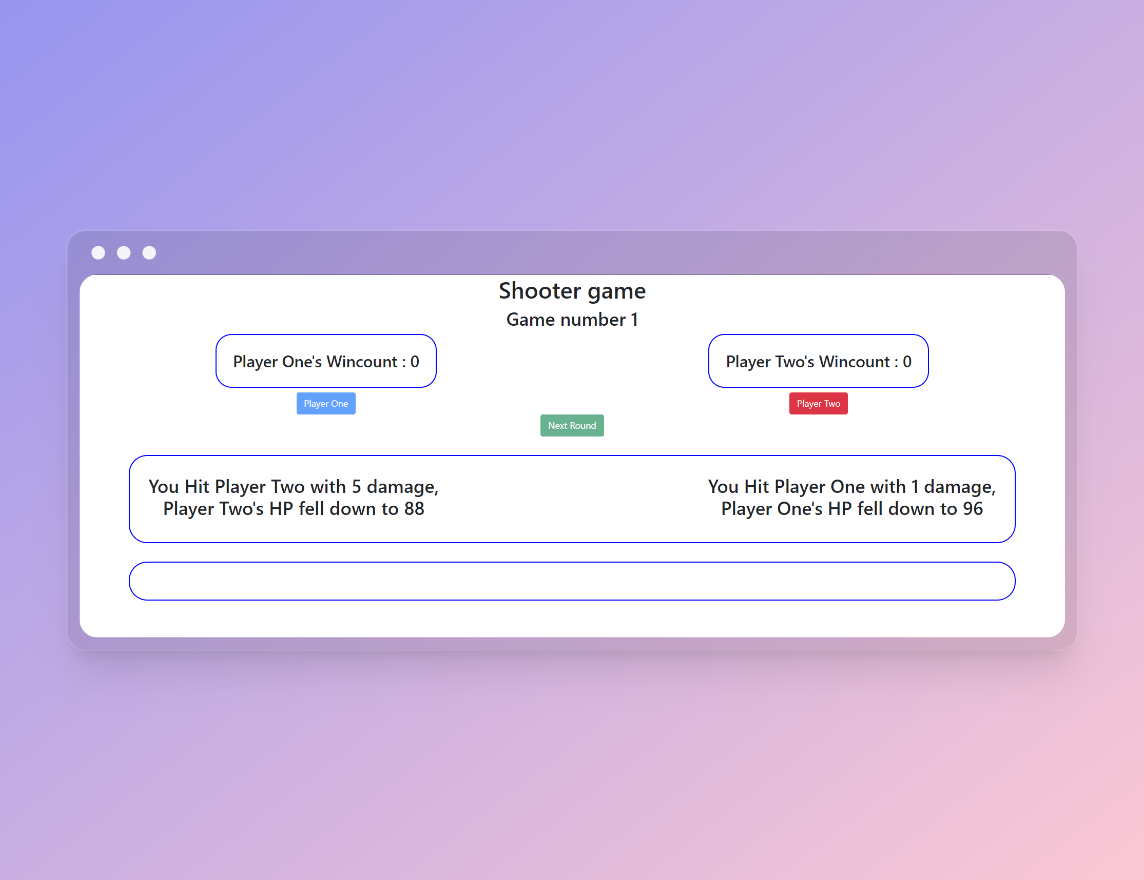 Shooter game
Game number 1
Player One's Wincount : 0
Player Two's Wincount : 0
Player One
Player Two
Next Round
You Hit Player Two with 5 damage,
Player Two's HP fell down to 88
You Hit Player One with 1 damage,
Player One's HP fell down to 96